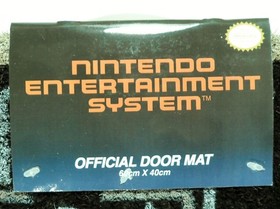 NINTENDO
ENTERTAINMENT
SYSTEM™
OFFICIAL DOOR MAT
60cm X 40cm